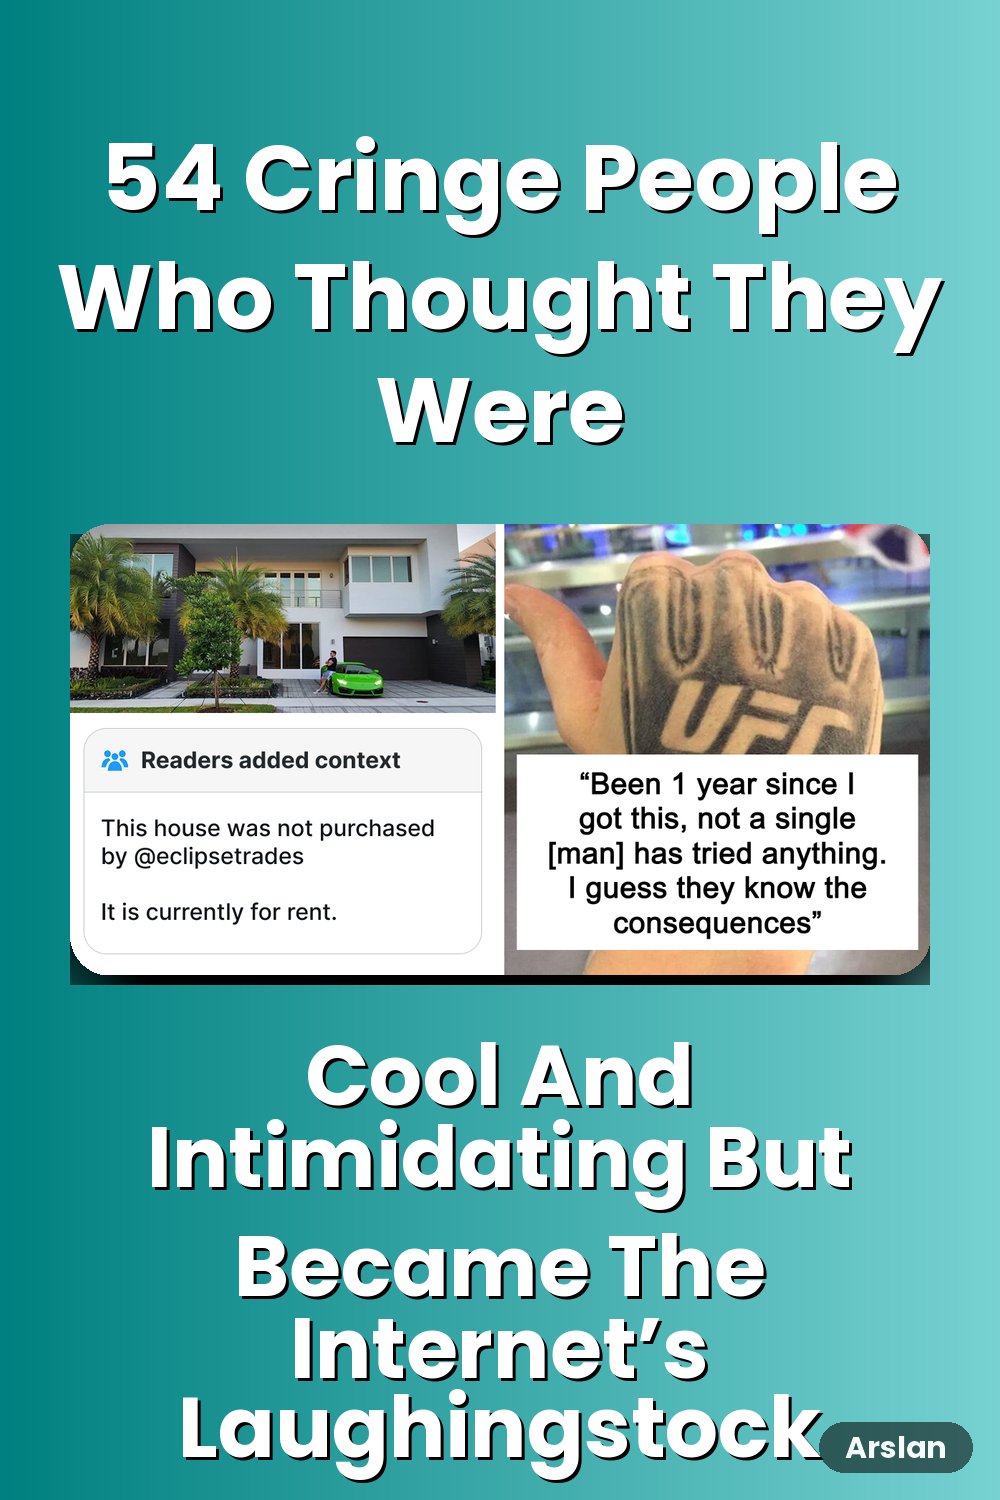 54 Cringe People
Who Thought They
Were
Readers added context
This house was not purchased
by @eclipsetrades
It is currently for rent.
UFC
“Been 1 year since I
got this, not a single
[man] has tried anything.
I guess they know the
consequences”
Cool And
Intimidating But
Became The
Internet’s
Laughingstock
Arslan